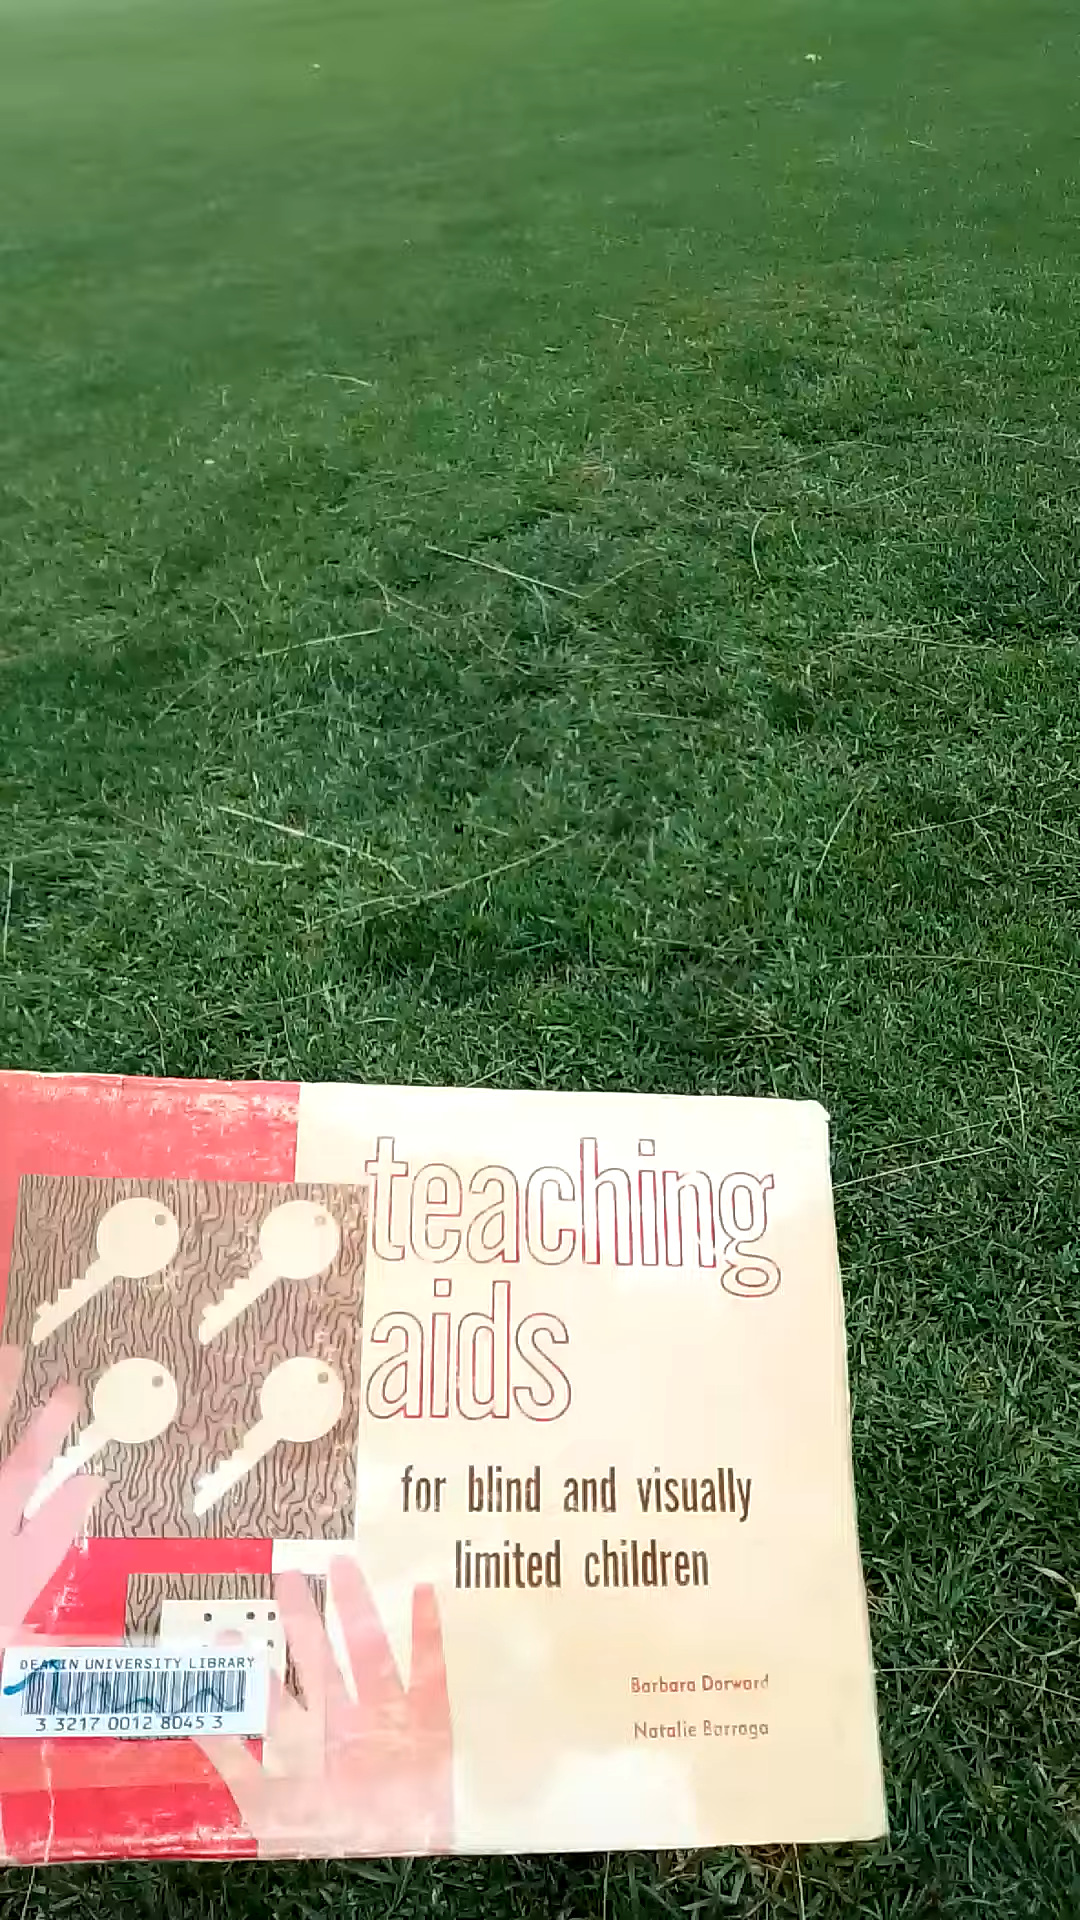 teaching
aids
for blind and visually
limited children
Barbara Dorward
Natalie Barraga
DEAKIN UNIVERSITY LIBRARY
3 3217 0012 8045 3